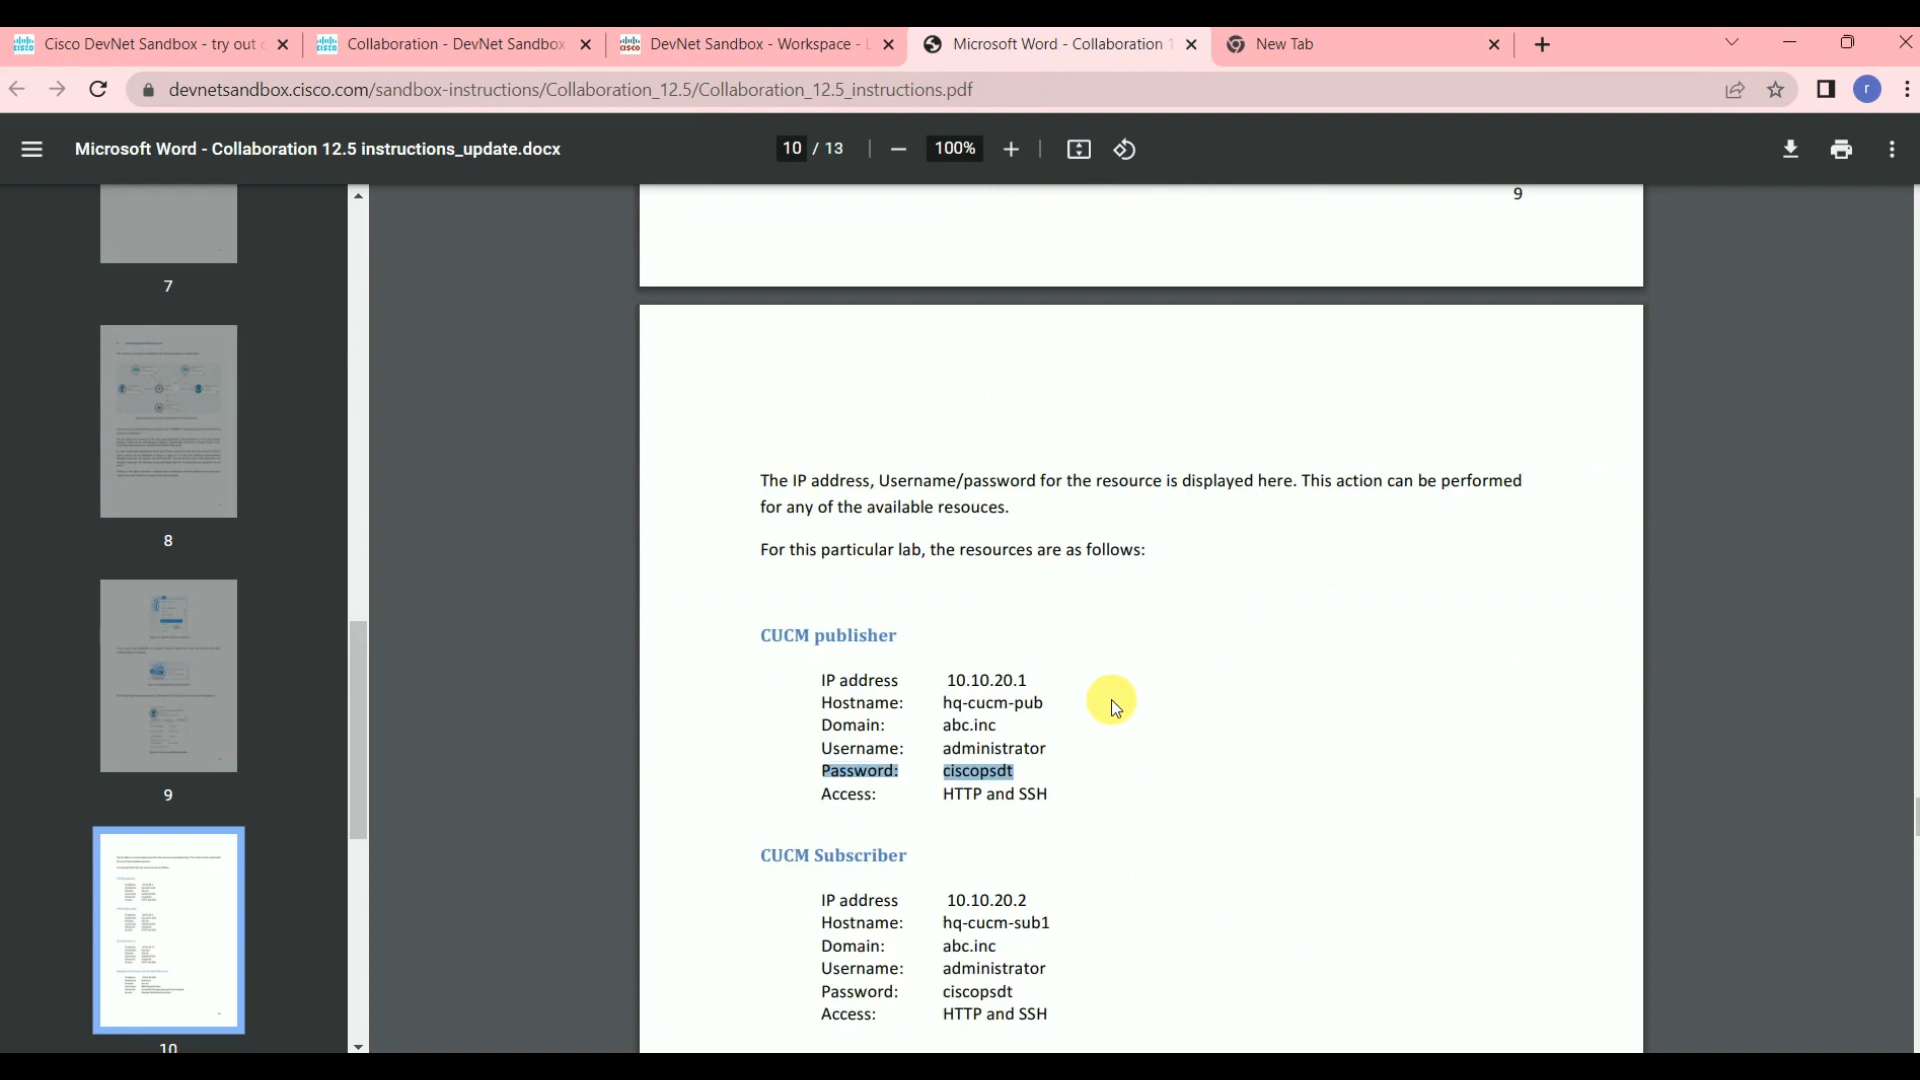 Cisco DevNet Sandbox - try out
Collaboration - DevNet Sandbox
DevNet Sandbox - Workspace -
Microsoft Word - Collaboration 1
New Tab
devnetsandbox.cisco.com/sandbox-instructions/Collaboration_12.5/Collaboration_12.5_instructions.pdf
r
Microsoft Word - Collaboration 12.5 instructions_update.docx
10 / 13
100%
7
8
9
10
9
The IP address, Username/password for the resource is displayed here. This action can be performed
for any of the available resouces.
For this particular lab, the resources are as follows:
CUCM publisher
IP address 10.10.20.1
Hostname: hq-cucm-pub
Domain: abc.inc
Username: administrator
Password: ciscopsdt
Access: HTTP and SSH
CUCM Subscriber
IP address 10.10.20.2
Hostname: hq-cucm-sub1
Domain: abc.inc
Username: administrator
Password: ciscopsdt
Access: HTTP and SSH